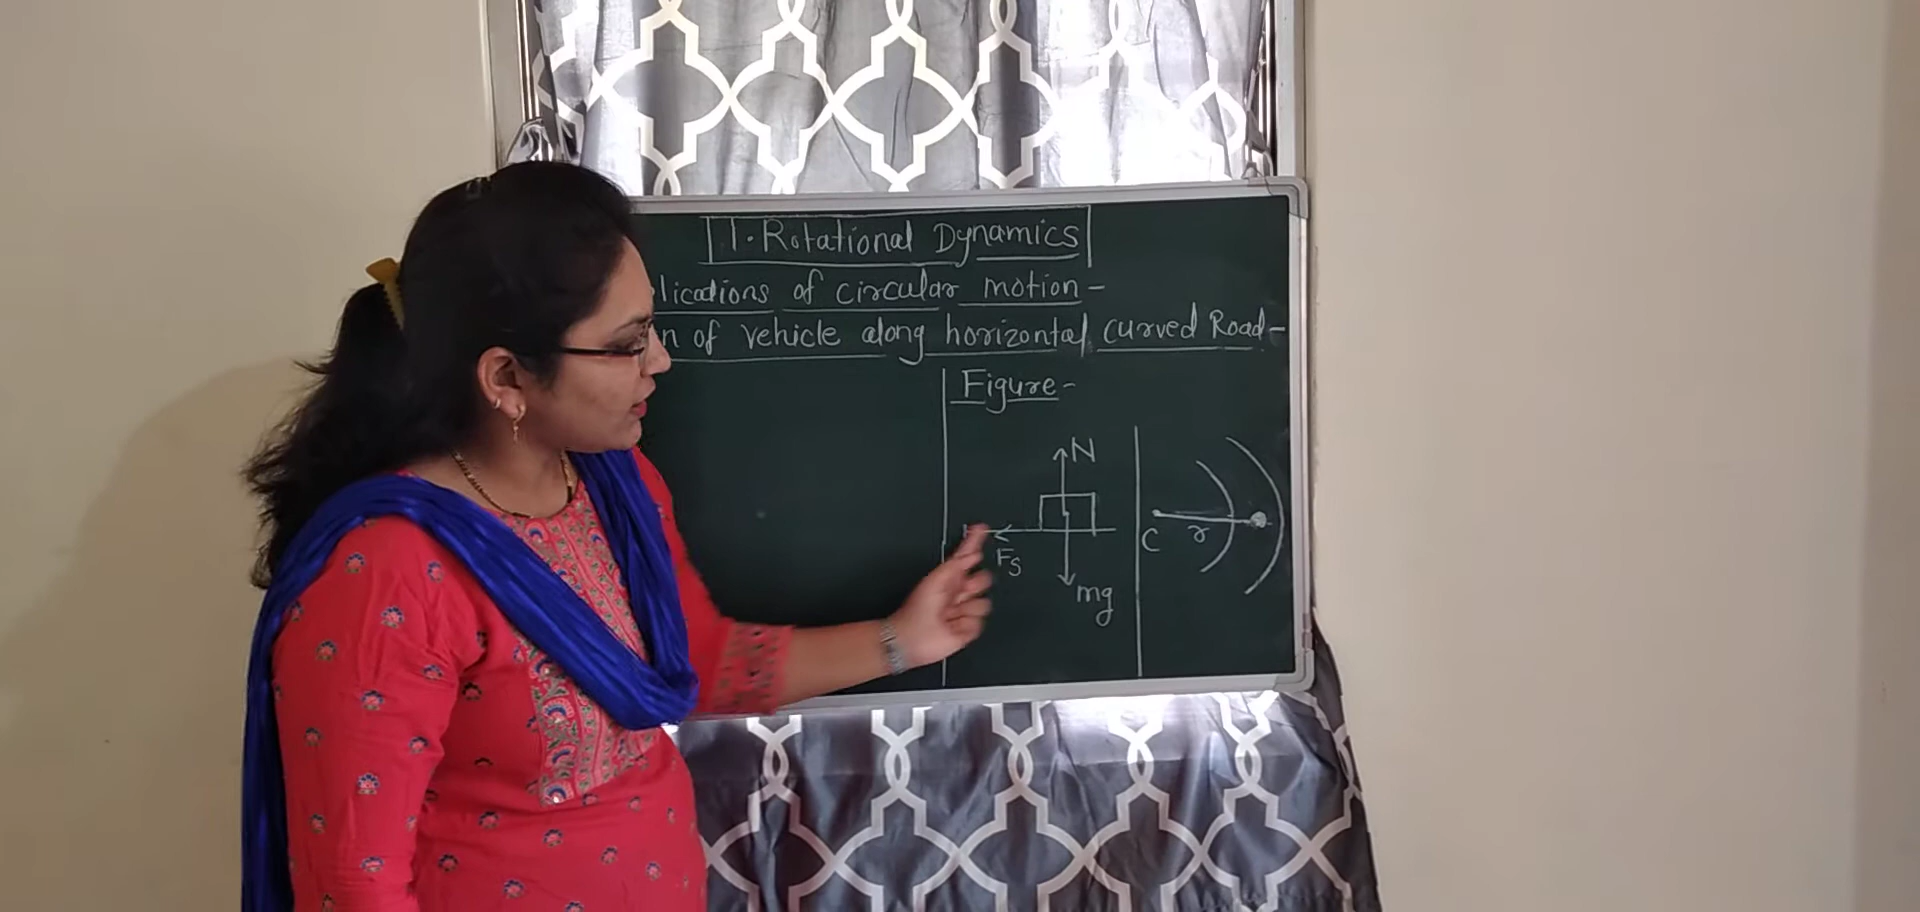 1. Rotational Dynamics
lications of circular motion -
n of vehicle along horizontal curved Road -
Figure -
N
Fs
mg
C r